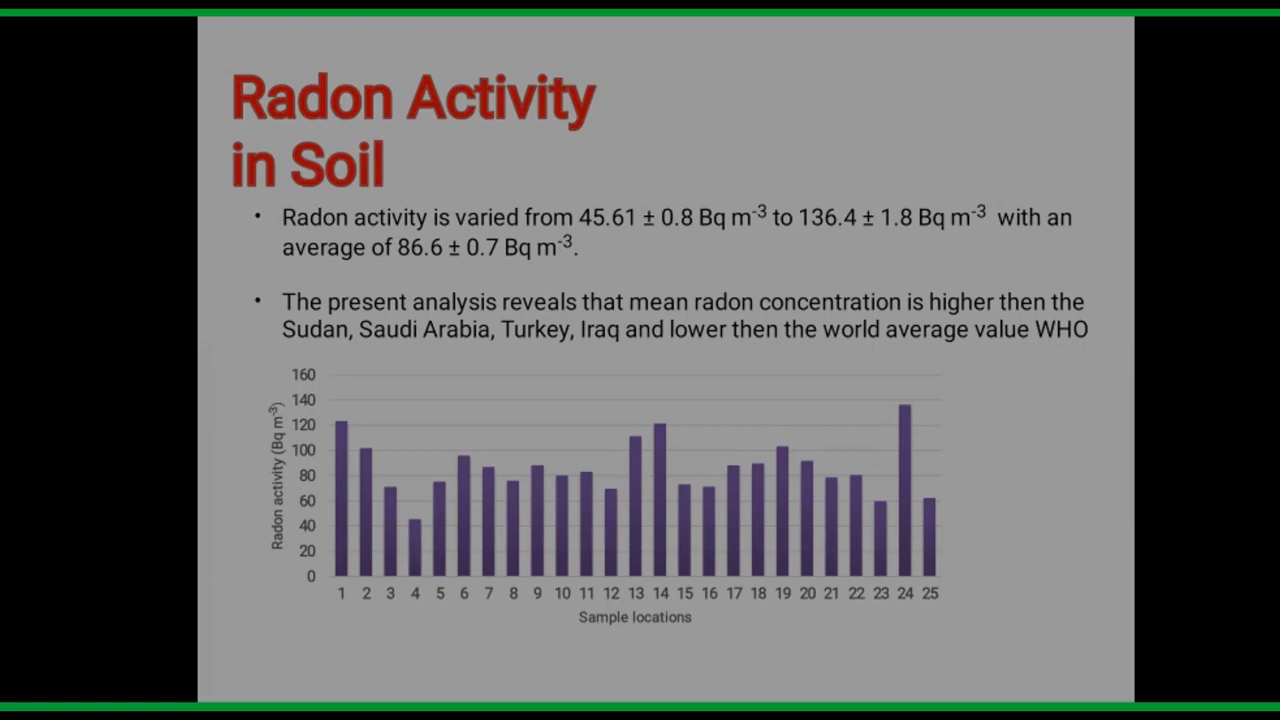 Radon Activity
in Soil
• Radon activity is varied from 45.61 ± 0.8 Bq m⁻³ to 136.4 ± 1.8 Bq m⁻³ with an
average of 86.6 ± 0.7 Bq m⁻³.
• The present analysis reveals that mean radon concentration is higher then the
Sudan, Saudi Arabia, Turkey, Iraq and lower then the world average value WHO
160
140
120
100
80
60
40
20
0
Radon activity (Bq m⁻³)
1 2 3 4 5 6 7 8 9 10 11 12 13 14 15 16 17 18 19 20 21 22 23 24 25
Sample locations